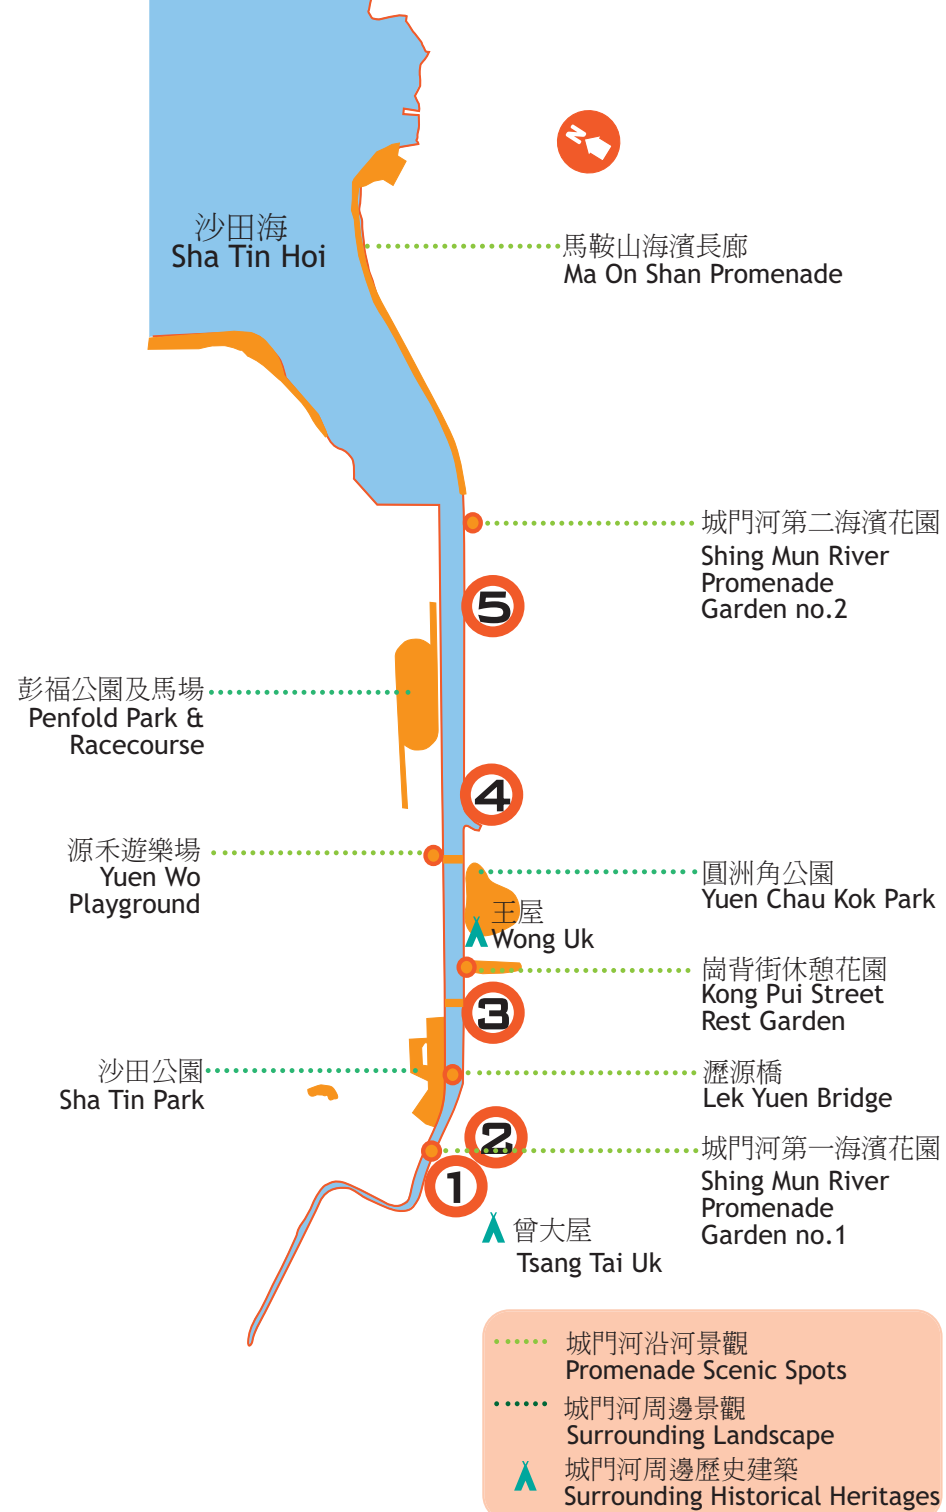 N
沙田海
Sha Tin Hoi
馬鞍山海濱長廊
Ma On Shan Promenade
城門河第二海濱花園
Shing Mun River
Promenade
Garden no.2
5
彭福公園及馬場
Penfold Park &
Racecourse
4
源禾遊樂場
Yuen Wo
Playground
圓洲角公園
Yuen Chau Kok Park
王屋
Wong Uk
崗背街休憩花園
Kong Pui Street
Rest Garden
3
沙田公園
Sha Tin Park
瀝源橋
Lek Yuen Bridge
2
城門河第一海濱花園
Shing Mun River
Promenade
Garden no.1
1
曾大屋
Tsang Tai Uk
城門河沿河景觀
Promenade Scenic Spots
城門河周邊景觀
Surrounding Landscape
城門河周邊歷史建築
Surrounding Historical Heritages